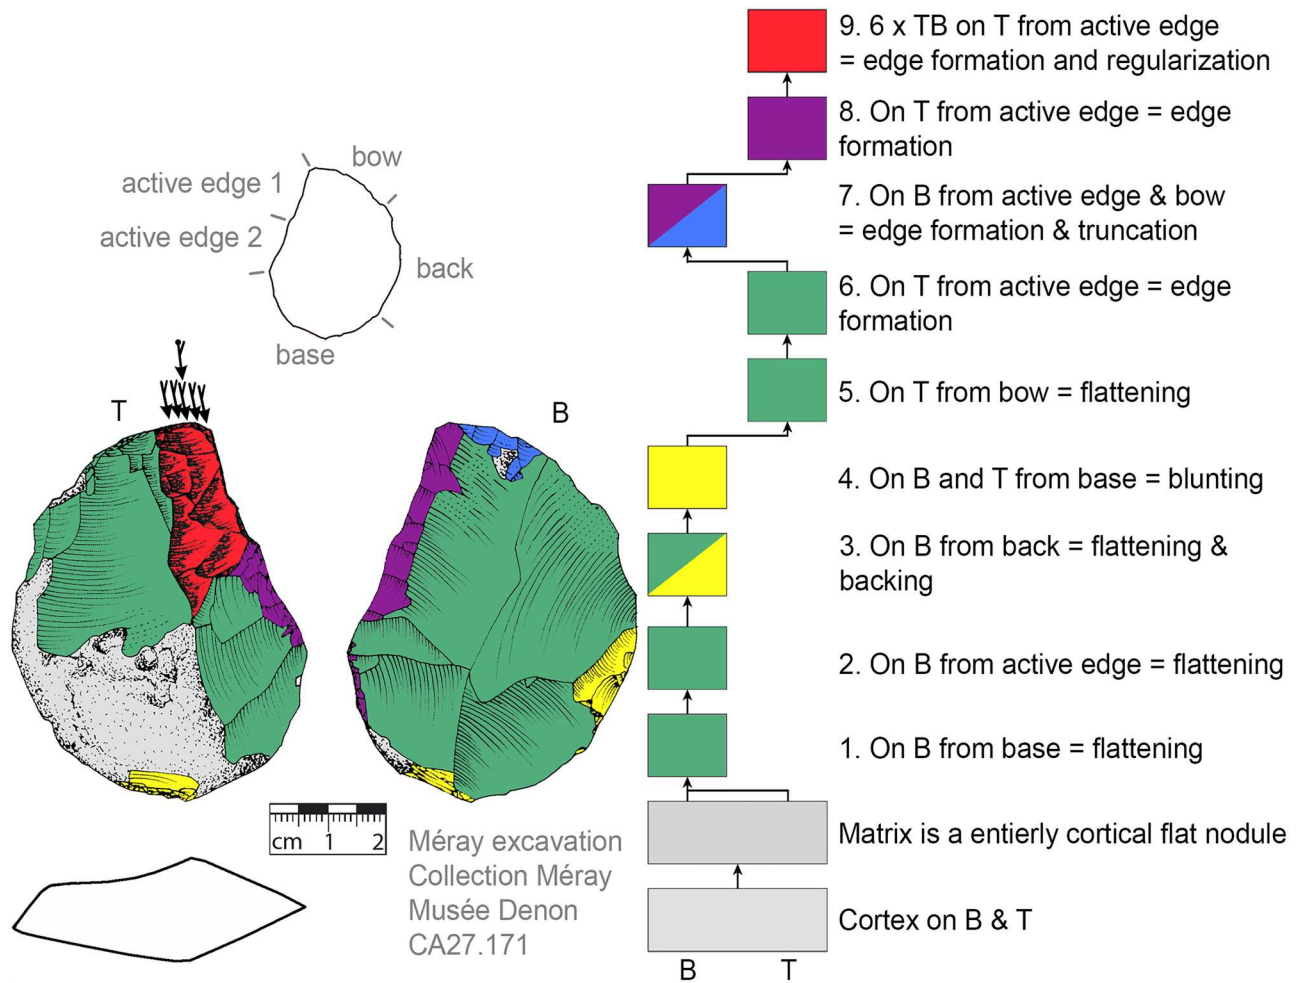 9. 6 x TB on T from active edge
= edge formation and regularization
8. On T from active edge = edge
formation
7. On B from active edge & bow
= edge formation & truncation
6. On T from active edge = edge
formation
5. On T from bow = flattening
4. On B and T from base = blunting
3. On B from back = flattening &
backing
2. On B from active edge = flattening
1. On B from base = flattening
Matrix is a entierly cortical flat nodule
Cortex on B & T
B T
bow
active edge 1
active edge 2
back
base
T
B
cm 1 2
Méray excavation
Collection Méray
Musée Denon
CA27.171